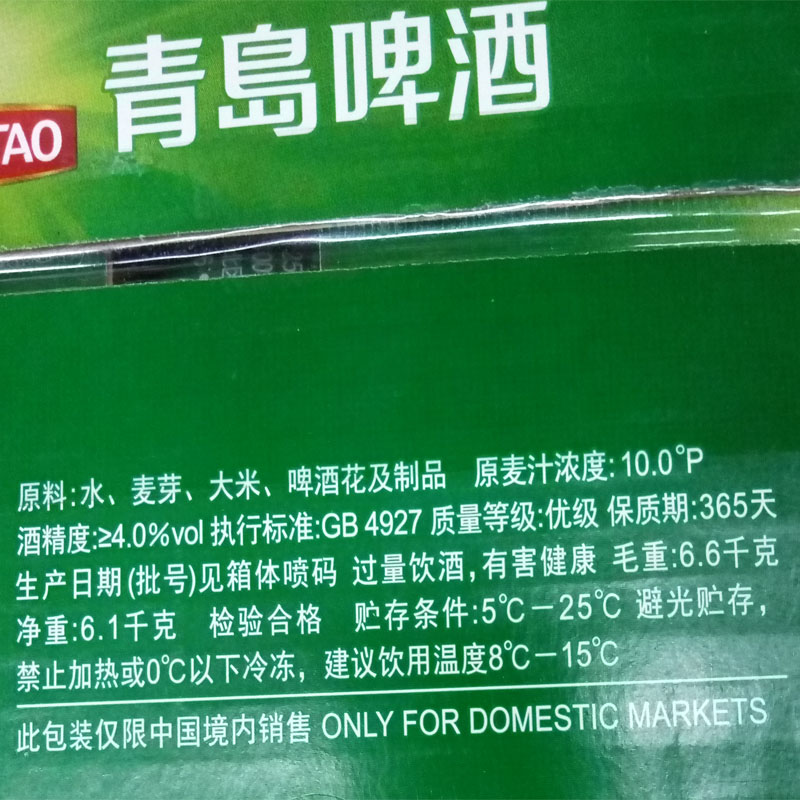 青島啤酒
TAO
原料:水、麦芽、大米、啤酒花及制品 原麦汁浓度:10.0°P
酒精度:≥4.0%vol 执行标准:GB 4927 质量等级:优级 保质期:365天
生产日期(批号)见箱体喷码 过量饮酒,有害健康 毛重:6.6千克
净重:6.1千克 检验合格 贮存条件:5℃-25℃ 避光贮存，
禁止加热或0℃以下冷冻，建议饮用温度8℃-15℃
此包装仅限中国境内销售 ONLY FOR DOMESTIC MARKETS